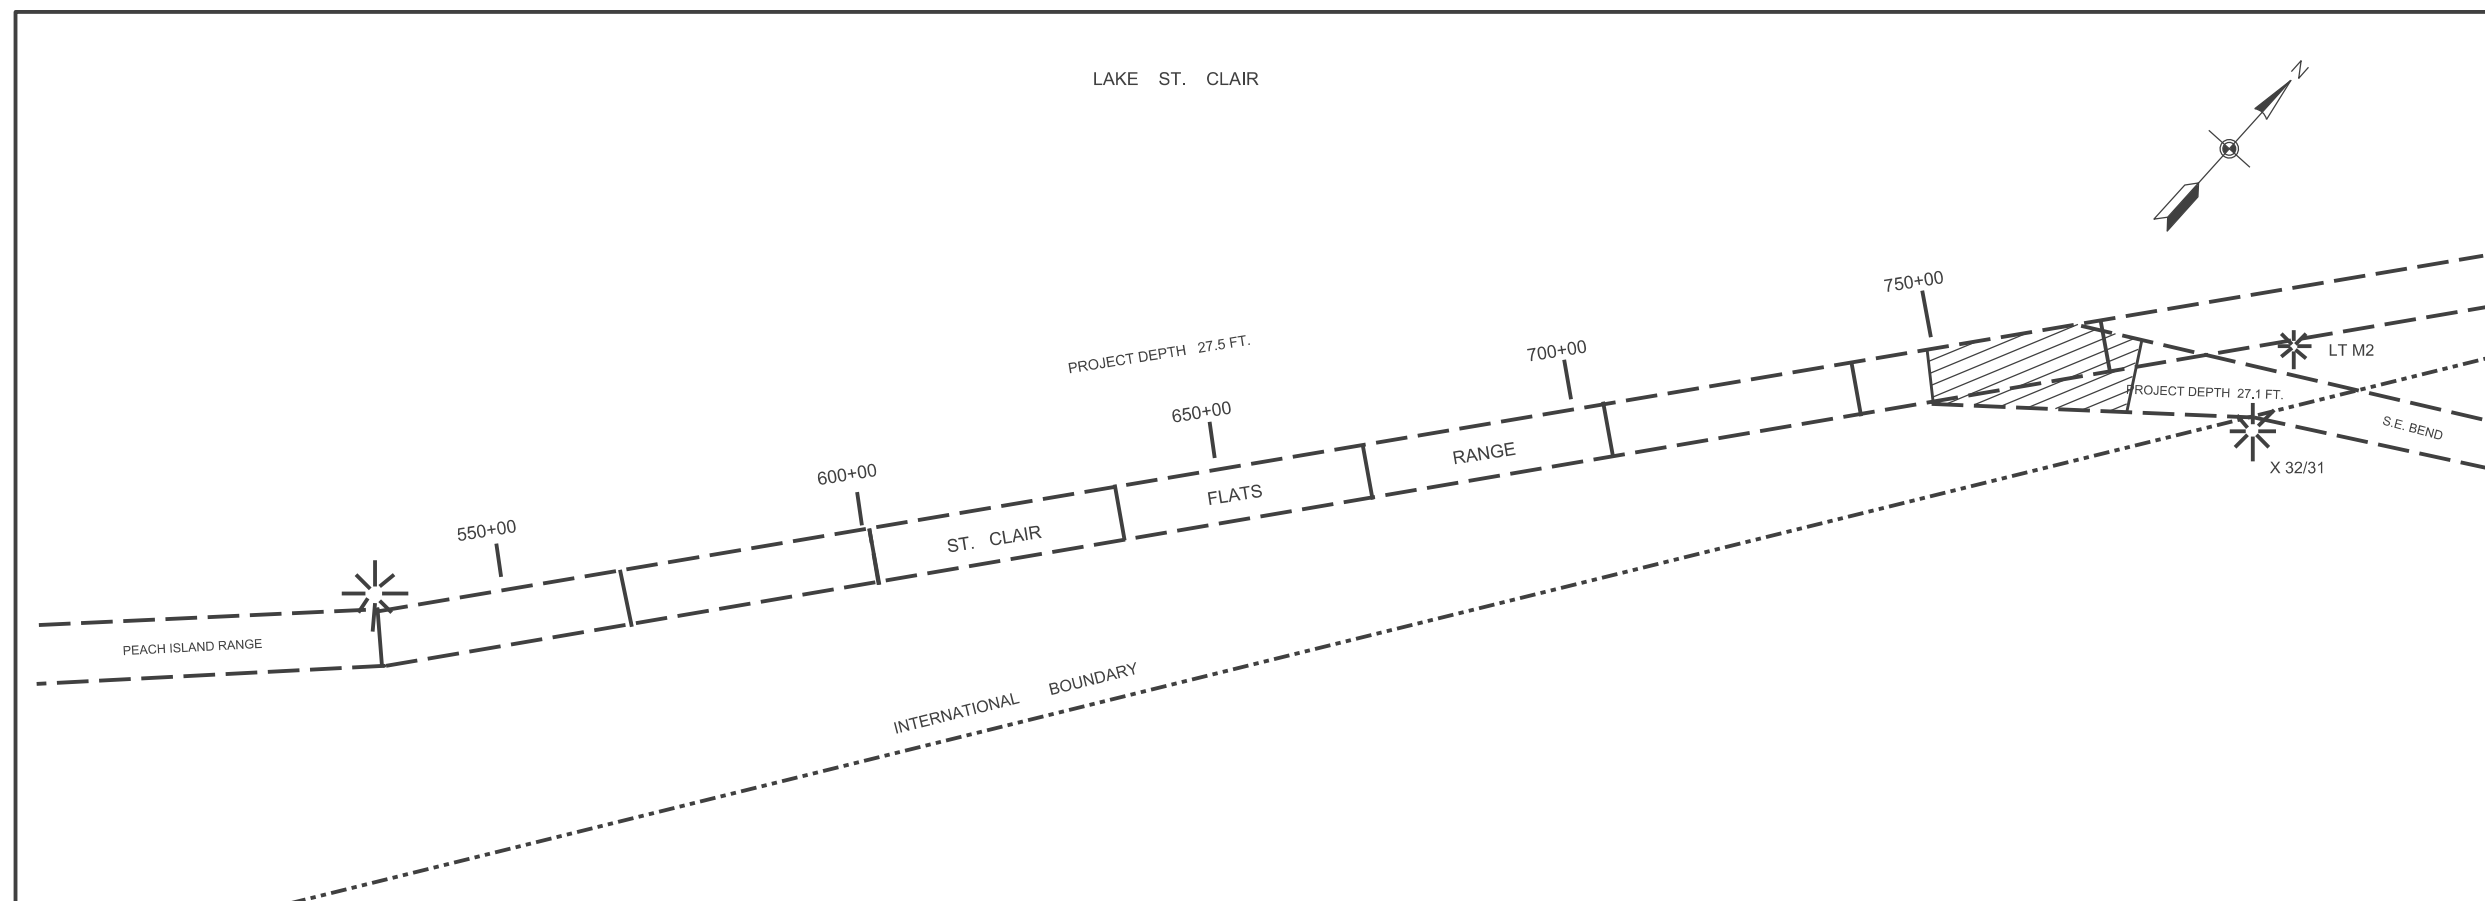 LAKE ST. CLAIR
N
750+00
PROJECT DEPTH 27.5 FT.
700+00
LT M2
650+00
PROJECT DEPTH 27.1 FT.
S.E. BEND
RANGE
X 32/31
600+00
FLATS
550+00
ST. CLAIR
PEACH ISLAND RANGE
INTERNATIONAL BOUNDARY